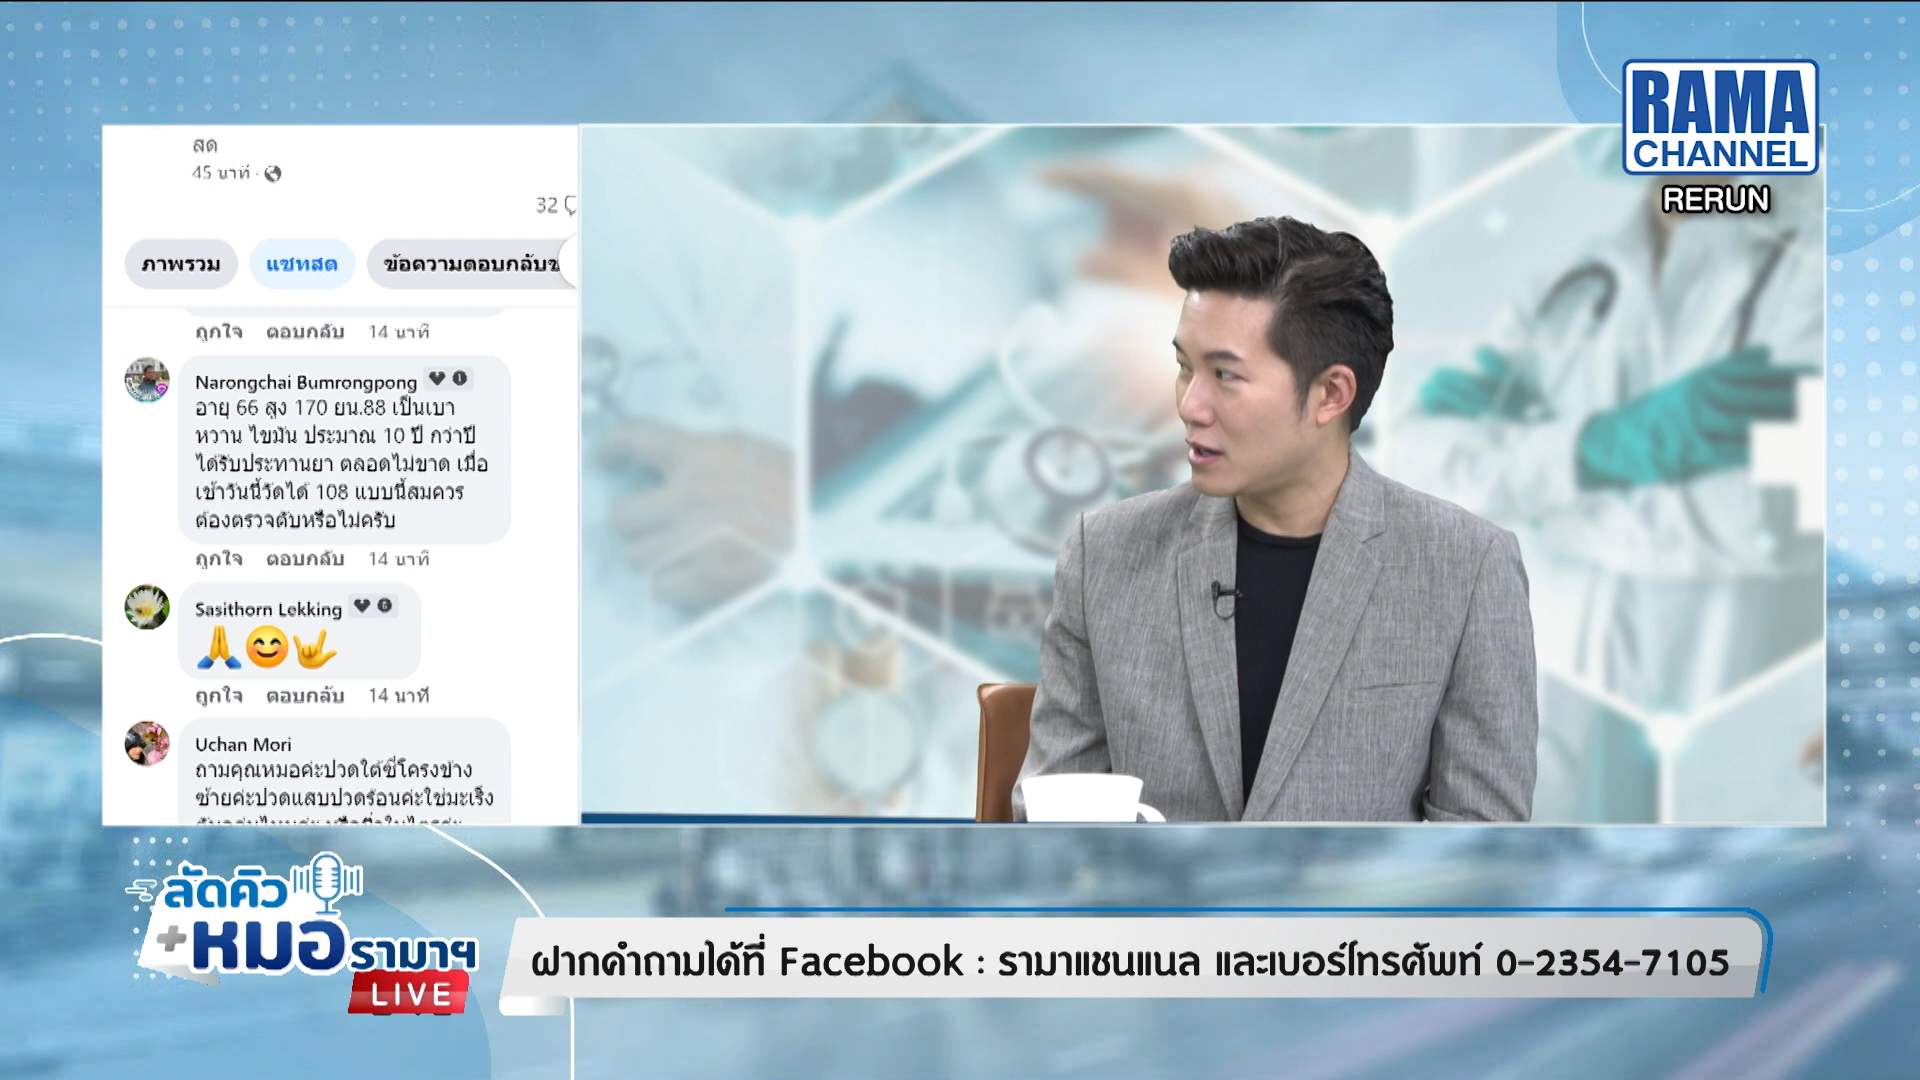 RAMA
CHANNEL
RERUN
สด
45 นาที ·
32
ภาพรวม
แชทสด
ข้อความตอบกลับข
ถูกใจ ตอบกลับ 14 นาที
Narongchai Bumrongpong
อายุ 66 สูง 170 ยน.88 เป็นเบา
หวาน ไขมัน ประมาณ 10 ปี กว่าปี
ได้รับประทานยา ตลอดไม่ขาด เมื่อ
เช้าวันนี้วัดได้ 108 แบบนี้สมควร
ต้องตรวจตับหรือไม่ครับ
ถูกใจ ตอบกลับ 14 นาที
Sasithorn Lekking
🙏😊🤟
ถูกใจ ตอบกลับ 14 นาที
Uchan Mori
ถามคุณหมอค่ะปวดใต้ซี่โครงข้าง
ซ้ายค่ะปวดแสบปวดร้อนค่ะใช่มะเร็ง
ลัดคิว
หมอรามาฯ
LIVE
ฝากคำถามได้ที่ Facebook : รามาแชนแนล และเบอร์โทรศัพท์ 0-2354-7105